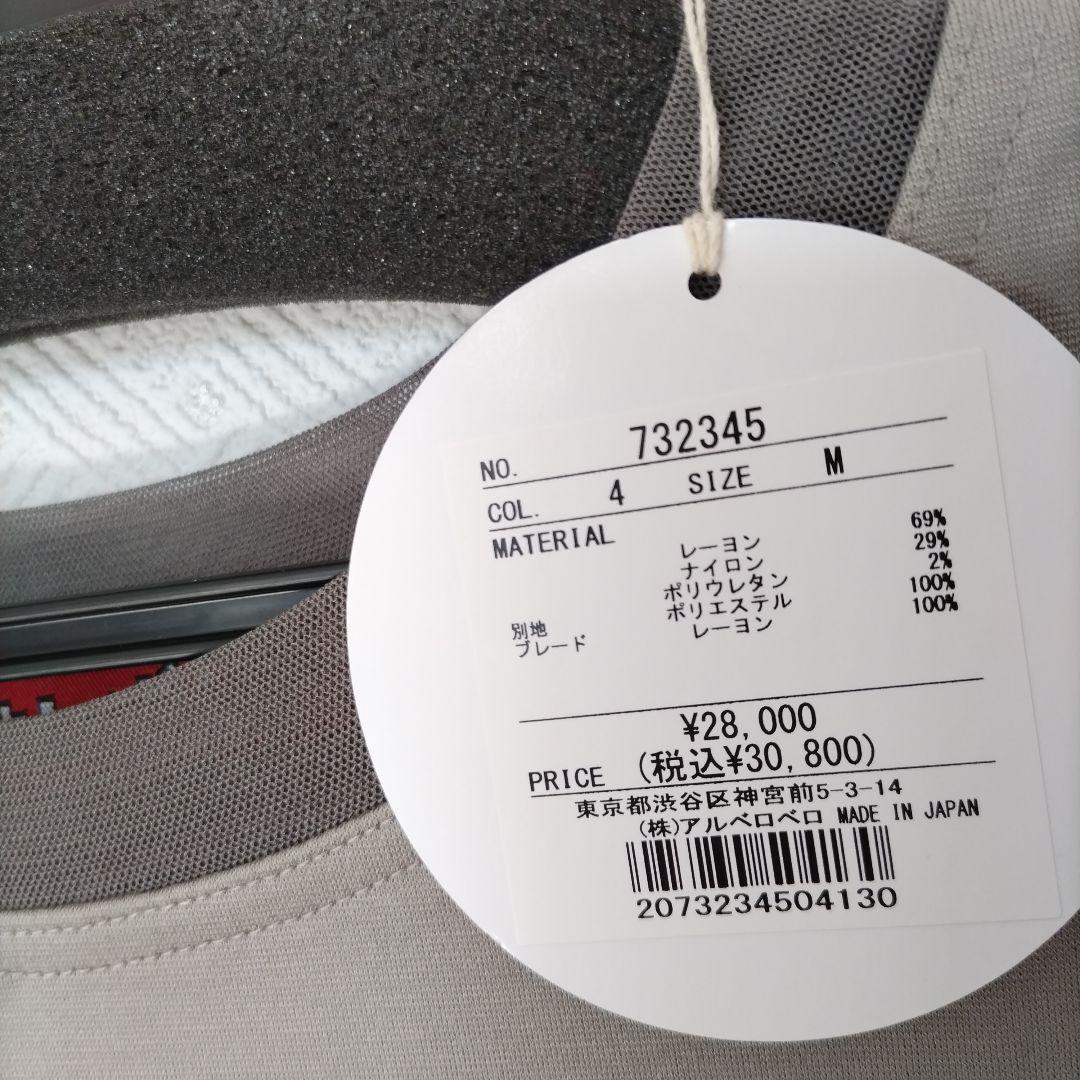 NO. 732345
COL. 4 SIZE M
MATERIAL
レーヨン 69%
ナイロン 29%
ポリウレタン 2%
別地 ポリエステル 100%
ブレード レーヨン 100%
¥28,000
PRICE (税込¥30,800)
東京都渋谷区神宮前5-3-14
(株)アルベロベロ MADE IN JAPAN
2073234504130